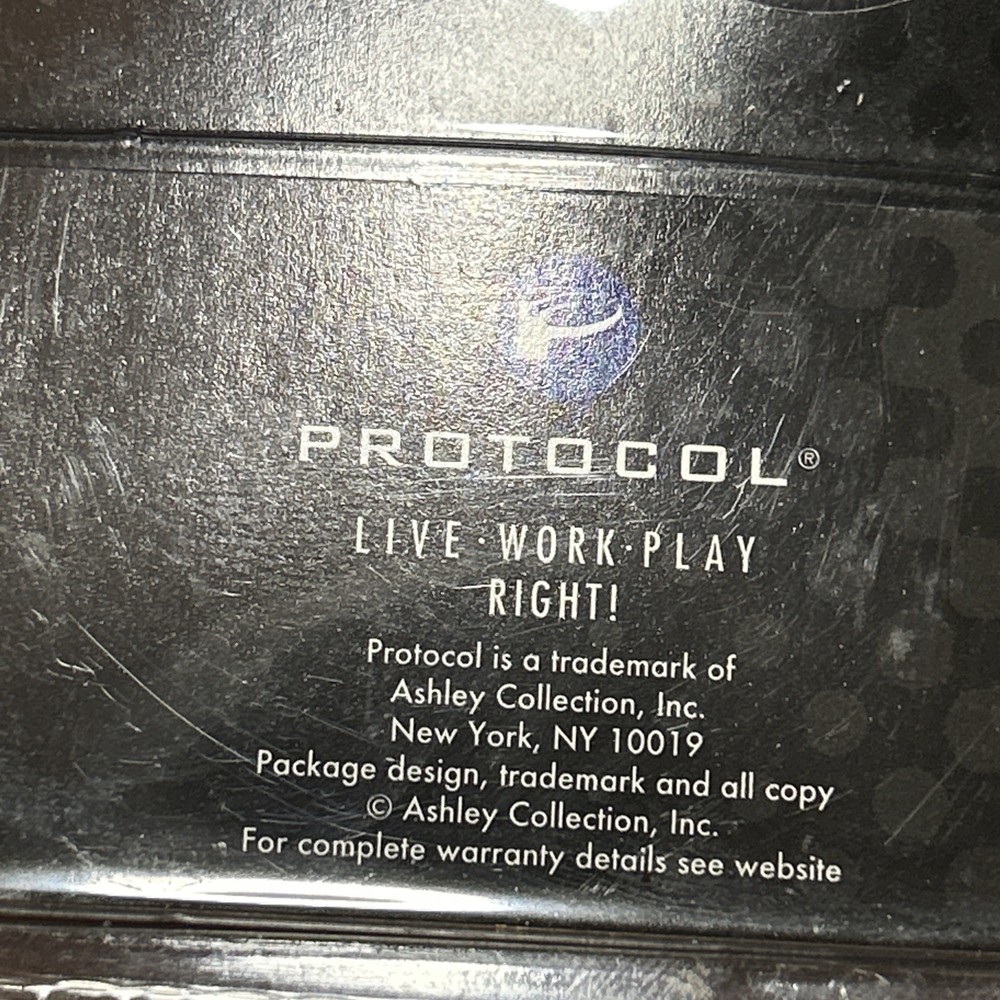 PROTOCOL®
LIVE·WORK·PLAY
RIGHT!
Protocol is a trademark of
Ashley Collection, Inc.
New York, NY 10019
Package design, trademark and all copy
© Ashley Collection, Inc.
For complete warranty details see website